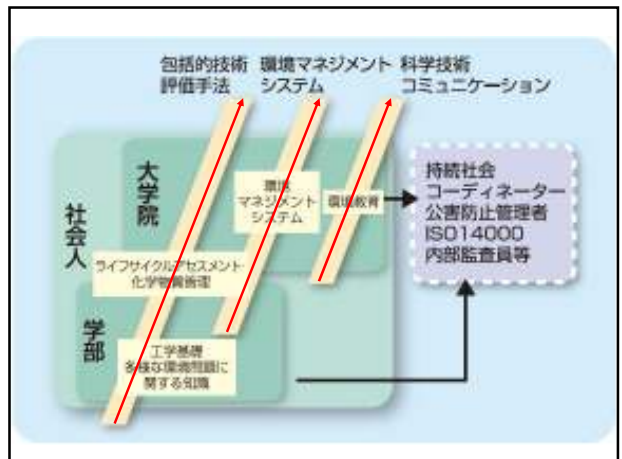 包括的技術
評価手法
環境マネジメント
システム
科学技術
コミュニケーション
大学院
社会人
学部
環境
マネジメント
システム
環境教育
ライフサイクルアセスメント
化学物質管理
工学基礎
多様な環境問題に
関する知識
持続社会
コーディネーター
公害防止管理者
ISO14000
内部監査員等